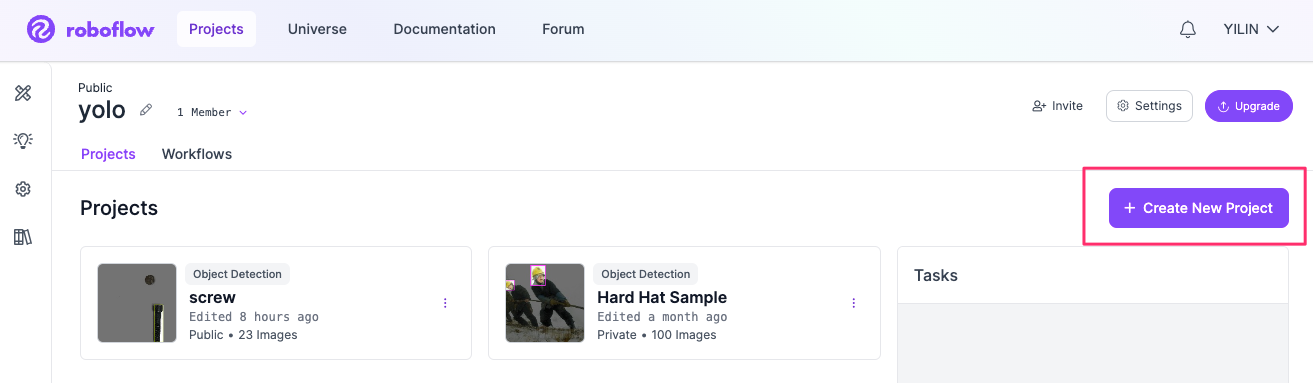 roboflow Projects Universe Documentation Forum YILIN
Public
yolo 1 Member
Invite Settings Upgrade
Projects Workflows
Projects
+ Create New Project
Object Detection
screw
Edited 8 hours ago
Public • 23 Images
Object Detection
Hard Hat Sample
Edited a month ago
Private • 100 Images
Tasks